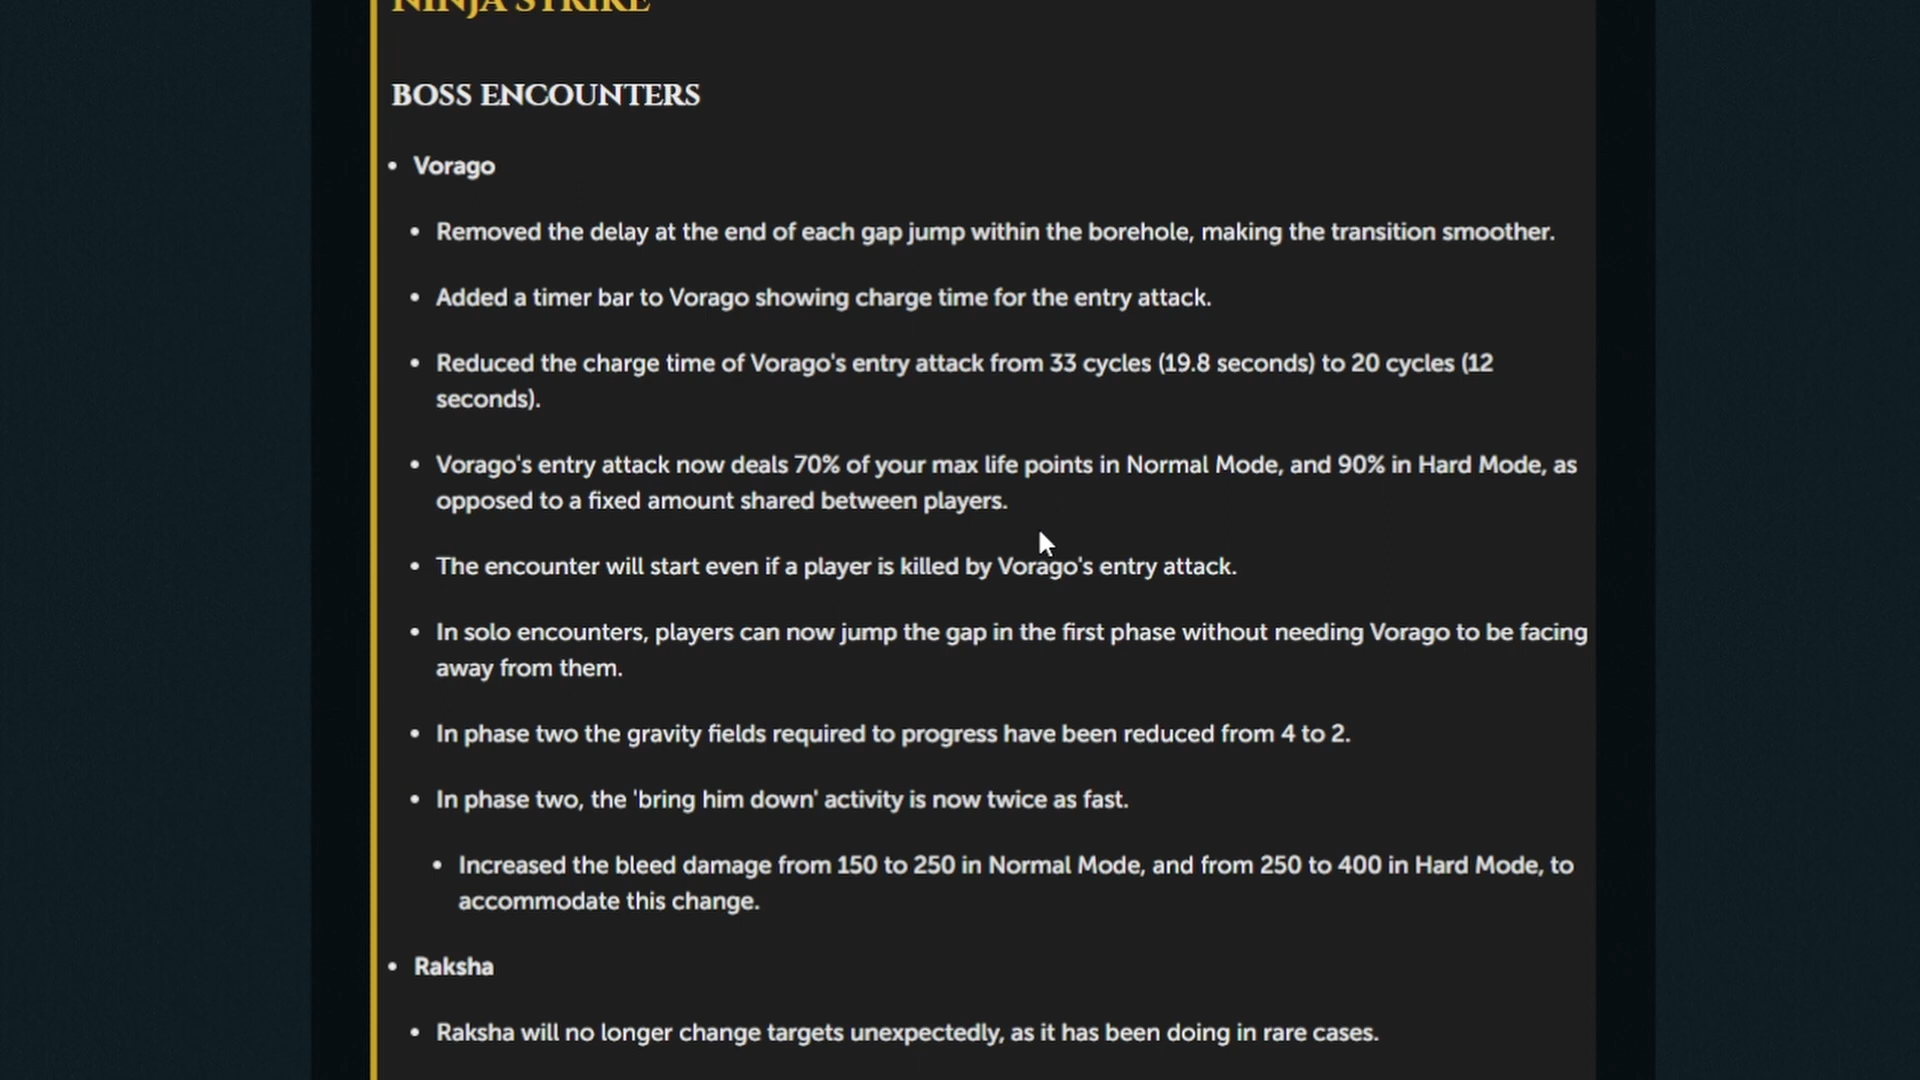 NINJA STRIKE
BOSS ENCOUNTERS
• Vorago
• Removed the delay at the end of each gap jump within the borehole, making the transition smoother.
• Added a timer bar to Vorago showing charge time for the entry attack.
• Reduced the charge time of Vorago's entry attack from 33 cycles (19.8 seconds) to 20 cycles (12
seconds).
• Vorago's entry attack now deals 70% of your max life points in Normal Mode, and 90% in Hard Mode, as
opposed to a fixed amount shared between players.
• The encounter will start even if a player is killed by Vorago's entry attack.
• In solo encounters, players can now jump the gap in the first phase without needing Vorago to be facing
away from them.
• In phase two the gravity fields required to progress have been reduced from 4 to 2.
• In phase two, the 'bring him down' activity is now twice as fast.
• Increased the bleed damage from 150 to 250 in Normal Mode, and from 250 to 400 in Hard Mode, to
accommodate this change.
• Raksha
• Raksha will no longer change targets unexpectedly, as it has been doing in rare cases.